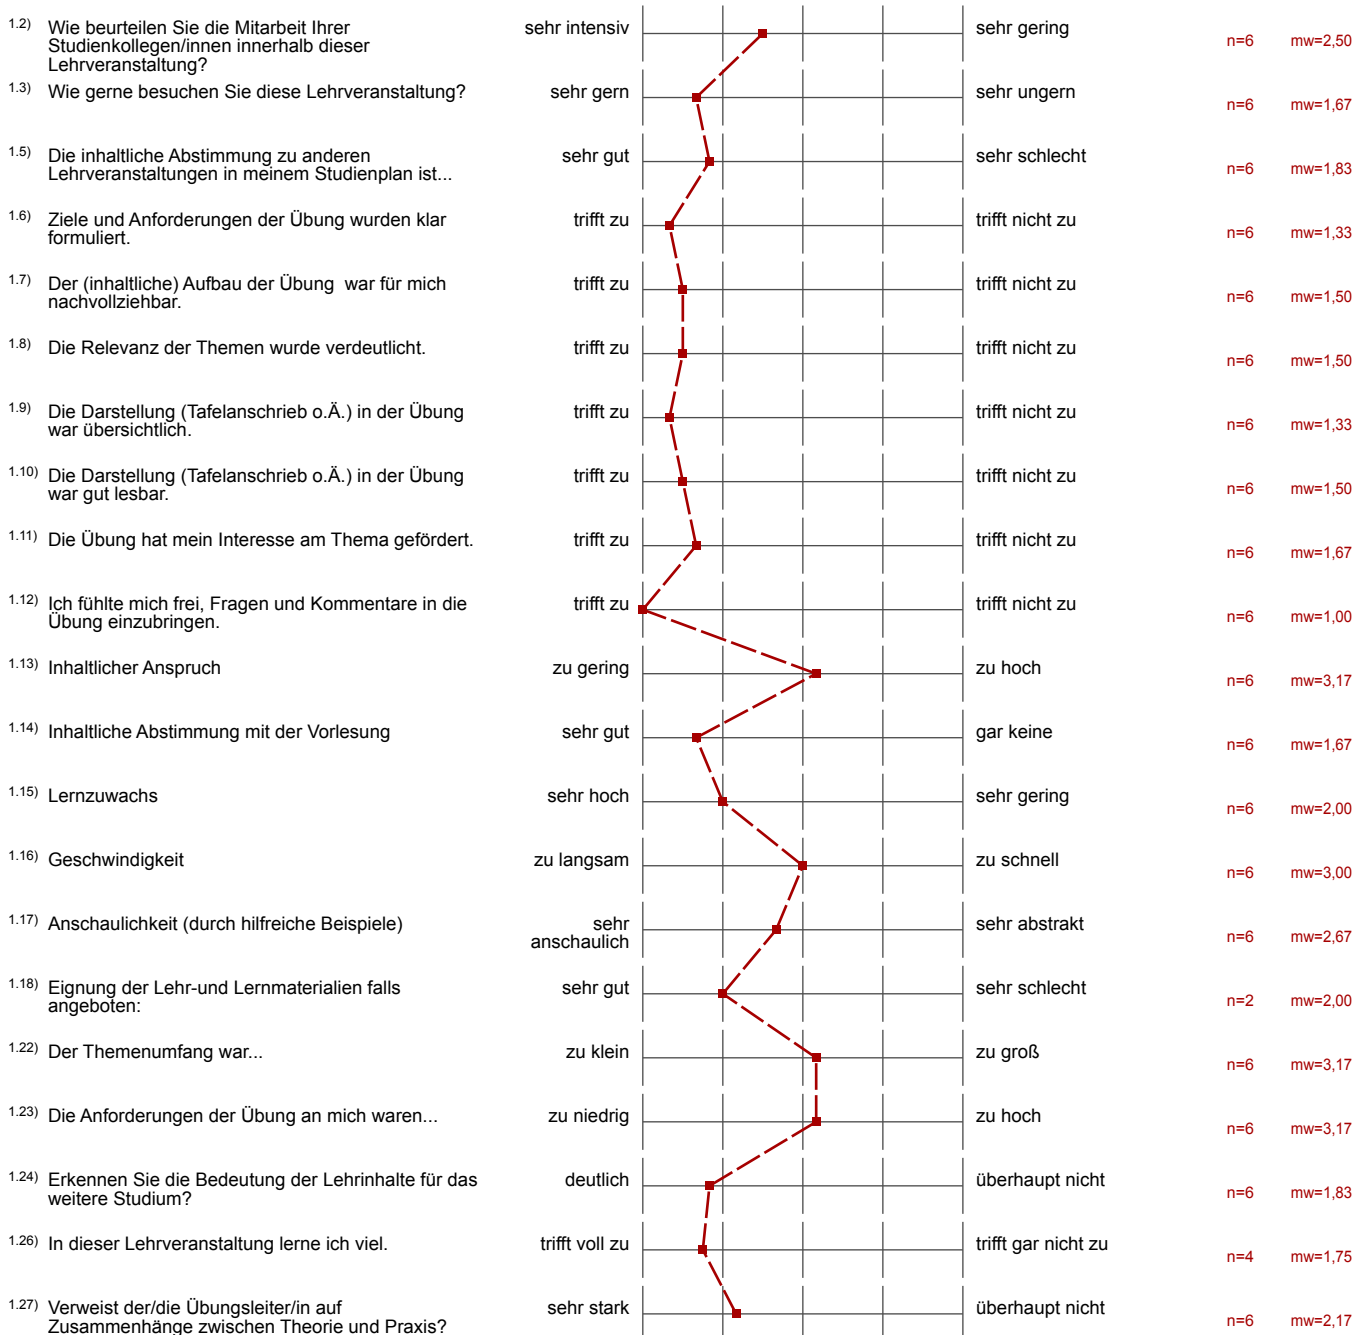 1.2) Wie beurteilen Sie die Mitarbeit Ihrer
Studienkollegen/innen innerhalb dieser
Lehrveranstaltung?
sehr intensiv sehr gering n=6 mw=2,50
1.3) Wie gerne besuchen Sie diese Lehrveranstaltung? sehr gern sehr ungern n=6 mw=1,67
1.5) Die inhaltliche Abstimmung zu anderen
Lehrveranstaltungen in meinem Studienplan ist...
sehr gut sehr schlecht n=6 mw=1,83
1.6) Ziele und Anforderungen der Übung wurden klar
formuliert.
trifft zu trifft nicht zu n=6 mw=1,33
1.7) Der (inhaltliche) Aufbau der Übung war für mich
nachvollziehbar.
trifft zu trifft nicht zu n=6 mw=1,50
1.8) Die Relevanz der Themen wurde verdeutlicht. trifft zu trifft nicht zu n=6 mw=1,50
1.9) Die Darstellung (Tafelanschrieb o.Ä.) in der Übung
war übersichtlich.
trifft zu trifft nicht zu n=6 mw=1,33
1.10) Die Darstellung (Tafelanschrieb o.Ä.) in der Übung
war gut lesbar.
trifft zu trifft nicht zu n=6 mw=1,50
1.11) Die Übung hat mein Interesse am Thema gefördert. trifft zu trifft nicht zu n=6 mw=1,67
1.12) Ich fühlte mich frei, Fragen und Kommentare in die
Übung einzubringen.
trifft zu trifft nicht zu n=6 mw=1,00
1.13) Inhaltlicher Anspruch zu gering zu hoch n=6 mw=3,17
1.14) Inhaltliche Abstimmung mit der Vorlesung sehr gut gar keine n=6 mw=1,67
1.15) Lernzuwachs sehr hoch sehr gering n=6 mw=2,00
1.16) Geschwindigkeit zu langsam zu schnell n=6 mw=3,00
1.17) Anschaulichkeit (durch hilfreiche Beispiele) sehr
anschaulich
sehr abstrakt n=6 mw=2,67
1.18) Eignung der Lehr-und Lernmaterialien falls
angeboten:
sehr gut sehr schlecht n=2 mw=2,00
1.22) Der Themenumfang war... zu klein zu groß n=6 mw=3,17
1.23) Die Anforderungen der Übung an mich waren... zu niedrig zu hoch n=6 mw=3,17
1.24) Erkennen Sie die Bedeutung der Lehrinhalte für das
weitere Studium?
deutlich überhaupt nicht n=6 mw=1,83
1.26) In dieser Lehrveranstaltung lerne ich viel. trifft voll zu trifft gar nicht zu n=4 mw=1,75
1.27) Verweist der/die Übungsleiter/in auf
Zusammenhänge zwischen Theorie und Praxis?
sehr stark überhaupt nicht n=6 mw=2,17